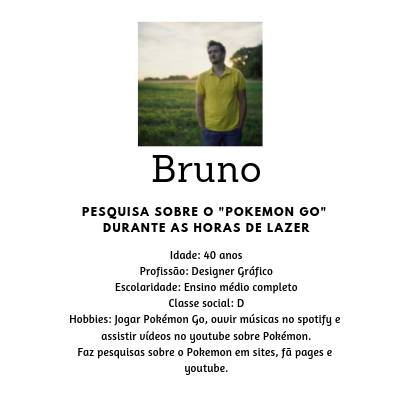 Bruno
PESQUISA SOBRE O "POKEMON GO"
DURANTE AS HORAS DE LAZER
Idade: 40 anos
Profissão: Designer Gráfico
Escolaridade: Ensino médio completo
Classe social: D
Hobbies: Jogar Pokémon Go, ouvir músicas no spotify e
assistir vídeos no youtube sobre Pokémon.
Faz pesquisas sobre o Pokemon em sites, fã pages e
youtube.